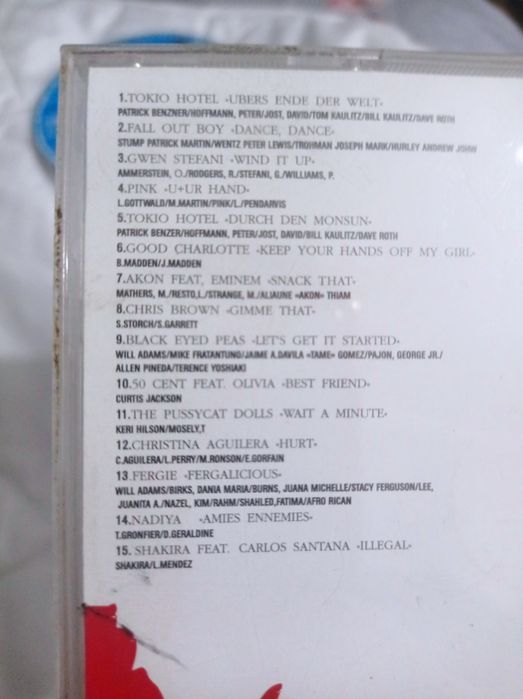 1.TOKIO HOTEL «UBERS ENDE DER WELT»
PATRICK BENZNER/HOFFMANN, PETER/JOST, DAVID/TOM KAULITZ/BILL KAULITZ/DAVE ROTH
2.FALL OUT BOY «DANCE, DANCE»
STUMP PATRICK MARTIN/WENTZ PETER LEWIS/TROHMAN JOSEPH MARK/HURLEY ANDREW JOHN
3.GWEN STEFANI «WIND IT UP»
AMMERSTEIN, O./RODGERS, R./STEFANI, G./WILLIAMS, P.
4.PINK «U+UR HAND»
L.GOTTWALD/M.MARTIN/PINK/L./PENDARVIS
5.TOKIO HOTEL «DURCH DEN MONSUN»
PATRICK BENZER/HOFFMANN, PETER/JOST, DAVID/BILL KAULITZ/DAVE ROTH
6.GOOD CHARLOTTE «KEEP YOUR HANDS OFF MY GIRL»
B.MADDEN/J.MADDEN
7.AKON FEAT, EMINEM «SNACK THAT»
MATHERS, M./RESTO,L./STRANGE, M./ALIAUNE «AKON» THIAM
8.CHRIS BROWN «GIMME THAT»
S.STORCH/S.GARRETT
9.BLACK EYED PEAS «LET'S GET IT STARTED»
WILL ADAMS/MIKE FRATANTUNO/JAIME A.DAVILA «TAME» GOMEZ/PAJON, GEORGE JR./
ALLEN PINEDA/TERENCE YOSHIAKI
10.50 CENT FEAT. OLIVIA «BEST FRIEND»
CURTIS JACKSON
11.THE PUSSYCAT DOLLS «WAIT A MINUTE»
KERI HILSON/MOSELY,T
12.CHRISTINA AGUILERA «HURT»
C.AGUILERA/L.PERRY/M.RONSON/E.GORFAIN
13.FERGIE «FERGALICIOUS»
WILL ADAMS/BIRKS, DANIA MARIA/BURNS, JUANA MICHELLE/STACY FERGUSON/LEE,
JUANITA A./NAZEL, KIM/RAHM/SHAHLED,FATIMA/AFRO RICAN
14.NADIYA «AMIES ENNEMIES»
T.GRONFIER/D.GERALDINE
15. SHAKIRA FEAT. CARLOS SANTANA «ILLEGAL»
SHAKIRA/L.MENDEZ